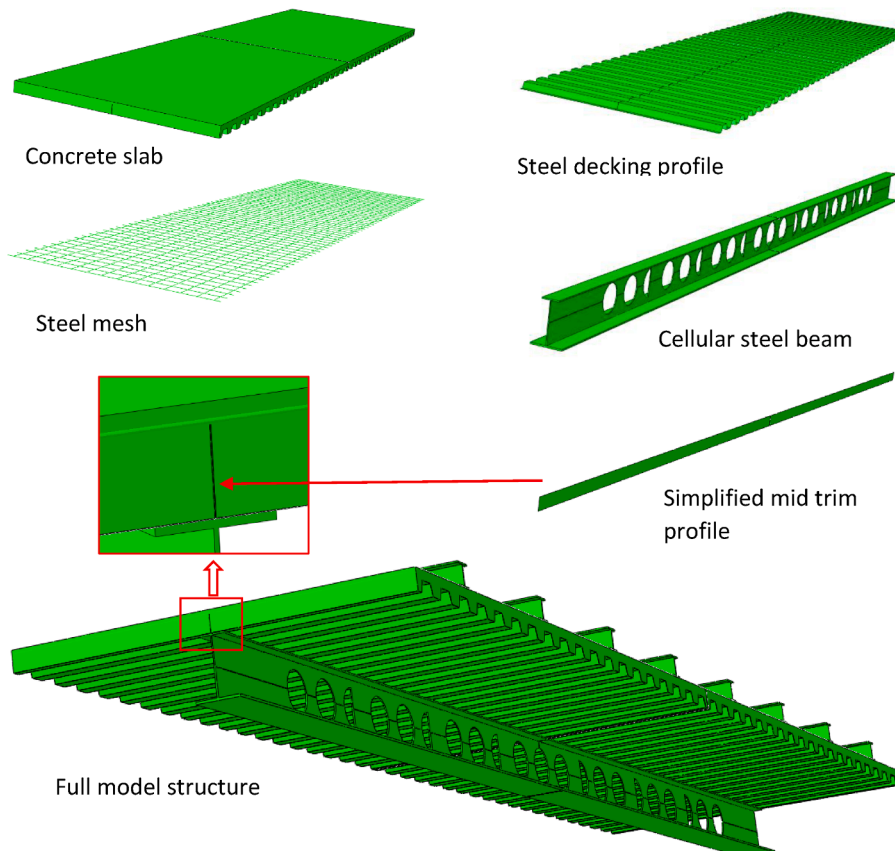 Concrete slab
Steel decking profile
Steel mesh
Cellular steel beam
Simplified mid trim
profile
Full model structure